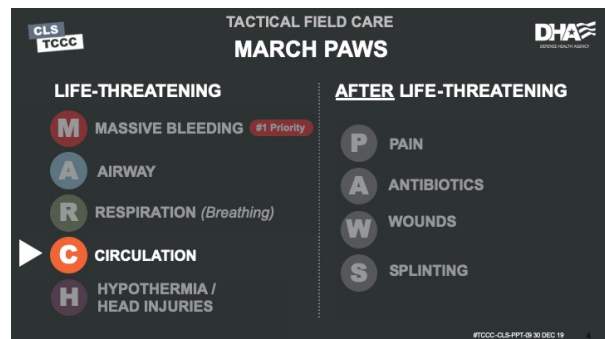 CLS
TCCC
TACTICAL FIELD CARE
MARCH PAWS
DHA
DEFENSE HEALTH AGENCY
LIFE-THREATENING
M MASSIVE BLEEDING #1 Priority
A AIRWAY
R RESPIRATION (Breathing)
C CIRCULATION
H HYPOTHERMIA /
HEAD INJURIES
AFTER LIFE-THREATENING
P PAIN
A ANTIBIOTICS
W WOUNDS
S SPLINTING
#TCCC-CLS-PPT-09 30 DEC 19